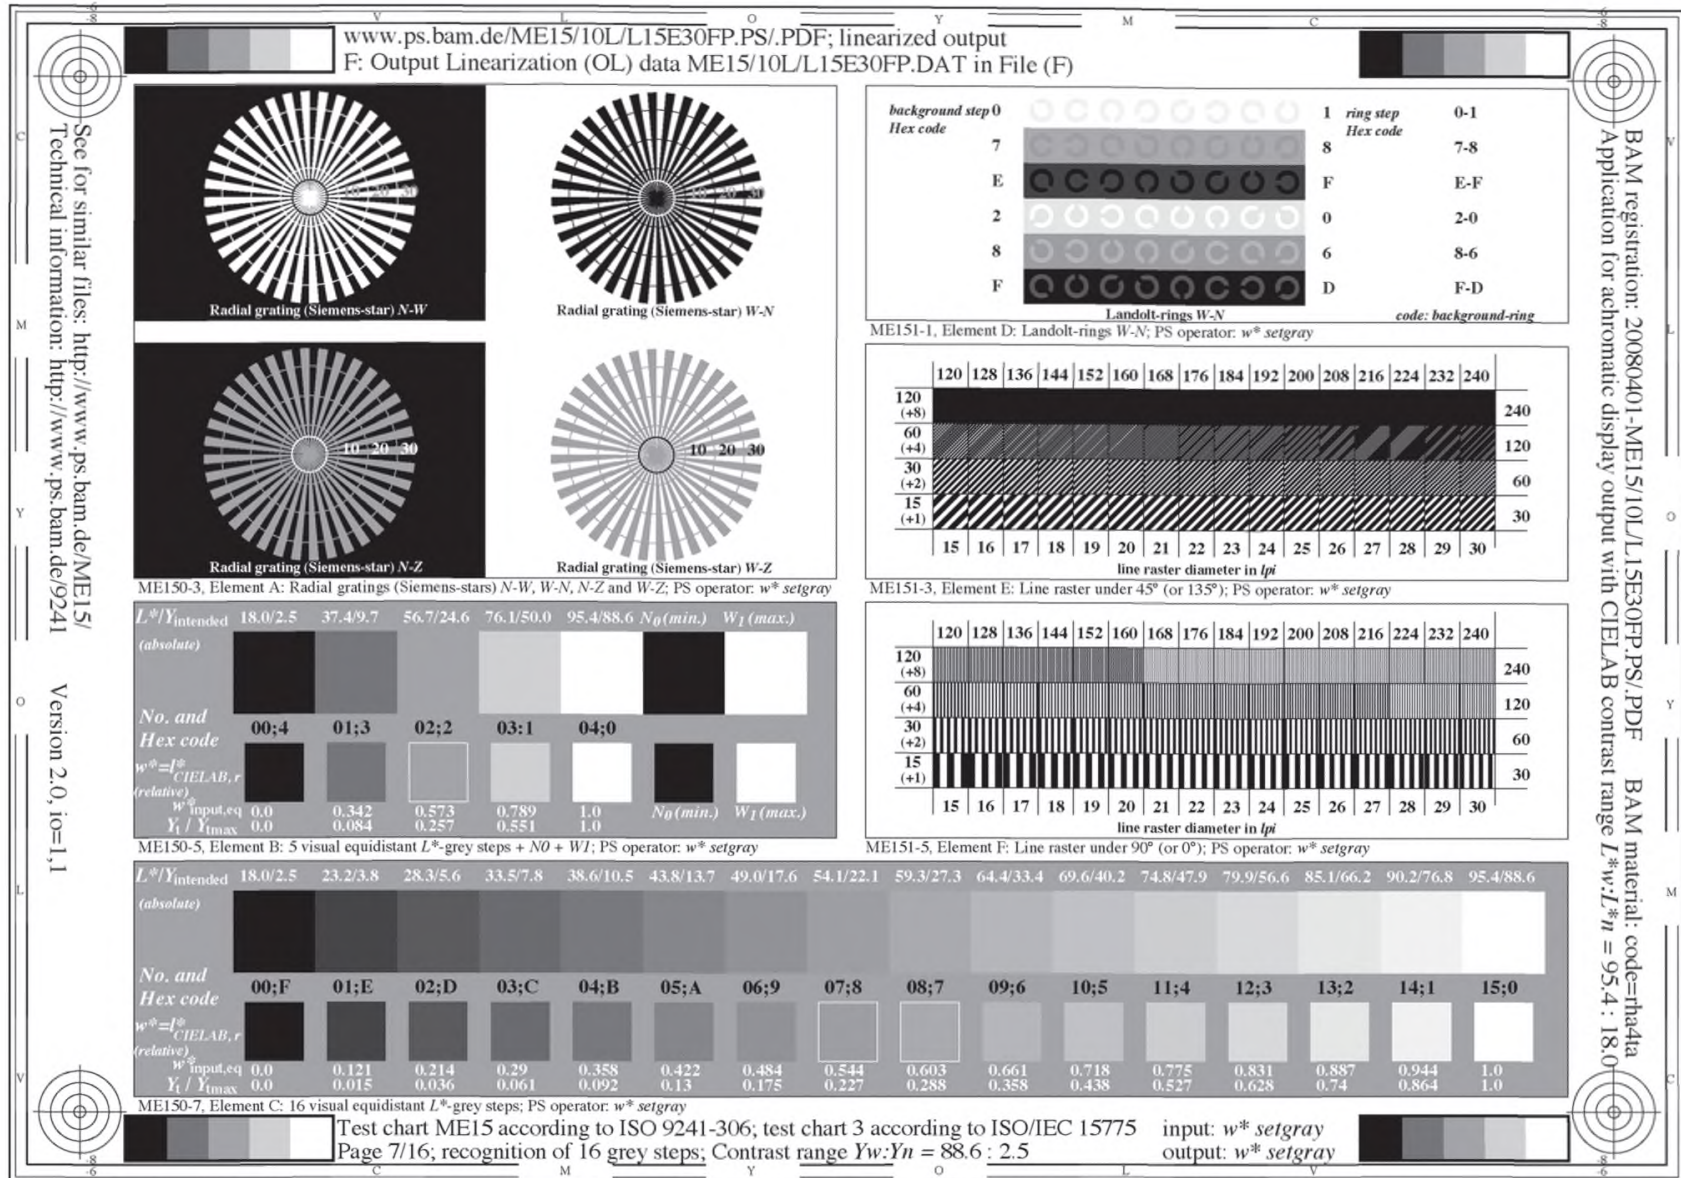 www.ps.bam.de/ME15/10L/L15E30FP.PS/.PDF; linearized output
F: Output Linearization (OL) data ME15/10L/L15E30FP.DAT in File (F)
See for similar files: http://www.ps.bam.de/ME15/
Technical information: http://www.ps.bam.de/9241 Version 2.0, io=1,1
-8
-6
V L O Y M C
-6
-8
C
M
Y
O
L
V
10 20 30
Radial grating (Siemens-star) N-W
10 20 30
Radial grating (Siemens-star) W-N
10 20 30
Radial grating (Siemens-star) N-Z
10 20 30
Radial grating (Siemens-star) W-Z
ME150-3, Element A: Radial gratings (Siemens-stars) N-W, W-N, N-Z and W-Z; PS operator: w* setgray
background step 0 1 ring step 0-1
Hex code Hex code
7 8 7-8
E F E-F
2 0 2-0
8 6 8-6
F D F-D
Landolt-rings W-N code: background-ring
ME151-1, Element D: Landolt-rings W-N; PS operator: w* setgray
120 128 136 144 152 160 168 176 184 192 200 208 216 224 232 240
120 (+8) 240
60 (+4) 120
30 (+2) 60
15 (+1) 30
15 16 17 18 19 20 21 22 23 24 25 26 27 28 29 30
line raster diameter in lpi
ME151-3, Element E: Line raster under 45° (or 135°); PS operator: w* setgray
L*/Yintended 18.0/2.5 37.4/9.7 56.7/24.6 76.1/50.0 95.4/88.6 N0(min.) W1(max.)
(absolute)
No. and
Hex code 00;4 01;3 02;2 03:1 04;0
w*=l*CIELAB, r
(relative)
w*input,eq 0.0 0.342 0.573 0.789 1.0 N0(min.) W1(max.)
Yt / Ytmax 0.0 0.084 0.257 0.551 1.0
ME150-5, Element B: 5 visual equidistant L*-grey steps + N0 + W1; PS operator: w* setgray
120 128 136 144 152 160 168 176 184 192 200 208 216 224 232 240
120 (+8) 240
60 (+4) 120
30 (+2) 60
15 (+1) 30
15 16 17 18 19 20 21 22 23 24 25 26 27 28 29 30
line raster diameter in lpi
ME151-5, Element F: Line raster under 90° (or 0°); PS operator: w* setgray
L*/Yintended 18.0/2.5 23.2/3.8 28.3/5.6 33.5/7.8 38.6/10.5 43.8/13.7 49.0/17.6 54.1/22.1 59.3/27.3 64.4/33.4 69.6/40.2 74.8/47.9 79.9/56.6 85.1/66.2 90.2/76.8 95.4/88.6
(absolute)
No. and
Hex code 00;F 01;E 02;D 03;C 04;B 05;A 06;9 07;8 08;7 09;6 10;5 11;4 12;3 13;2 14;1 15;0
w*=l*CIELAB, r
(relative)
w*input,eq 0.0 0.121 0.214 0.29 0.358 0.422 0.484 0.544 0.603 0.661 0.718 0.775 0.831 0.887 0.944 1.0
Yt / Ytmax 0.0 0.015 0.036 0.061 0.092 0.13 0.175 0.227 0.288 0.358 0.438 0.527 0.628 0.74 0.864 1.0
ME150-7, Element C: 16 visual equidistant L*-grey steps; PS operator: w* setgray
BAM registration: 20080401-ME15/10L/L15E30FP.PS/.PDF BAM material: code=rha4ta
Application for achromatic display output with CIELAB contrast range L*w:L*n = 95.4 : 18.0
V
L
O
Y
M
C
Test chart ME15 according to ISO 9241-306; test chart 3 according to ISO/IEC 15775 input: w* setgray
Page 7/16; recognition of 16 grey steps; Contrast range Yw:Yn = 88.6 : 2.5 output: w* setgray
-8
-6
C M Y O L V
-6
-8